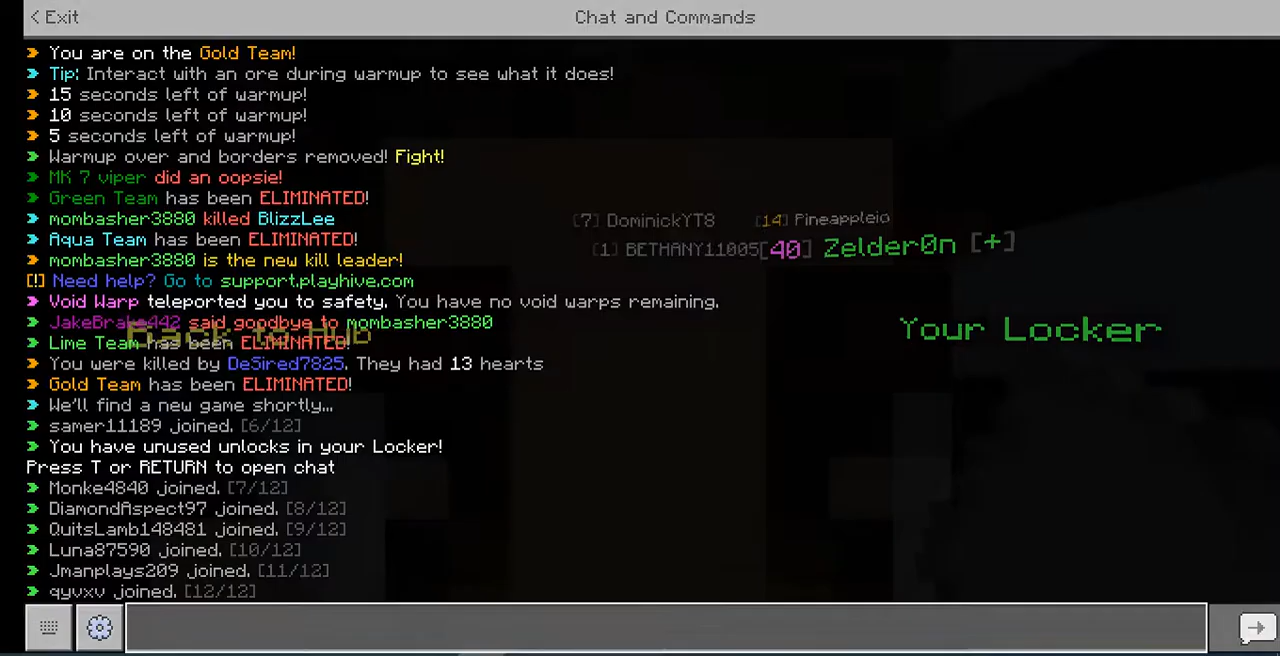 < Exit
Chat and Commands
You are on the Gold Team!
Tip: Interact with an ore during warmup to see what it does!
15 seconds left of warmup!
10 seconds left of warmup!
5 seconds left of warmup!
Warmup over and borders removed! Fight!
MK 7 viper did an oopsie!
Green Team has been ELIMINATED!
mombasher3880 killed BlizzLee
Aqua Team has been ELIMINATED!
mombasher3880 is the new kill leader!
[!] Need help? Go to support.playhive.com
Void Warp teleported you to safety. You have no void warps remaining.
JakeBrake442 said goodbye to mombasher3880
Lime Team has been ELIMINATED!
You were killed by De5ired7825. They had 13 hearts
Gold Team has been ELIMINATED!
We'll find a new game shortly...
samer11189 joined. [6/12]
You have unused unlocks in your Locker!
Press T or RETURN to open chat
Monke4840 joined. [7/12]
DiamondAspect97 joined. [8/12]
QuitsLamb148481 joined. [9/12]
Luna87590 joined. [10/12]
Jmanplays209 joined. [11/12]
qyvxv joined. [12/12]
[7] DominickYT8
[14] Pineappleio
[1] BETHANY11005
[40] Zelder0n [+]
Back to Hub
Your Locker